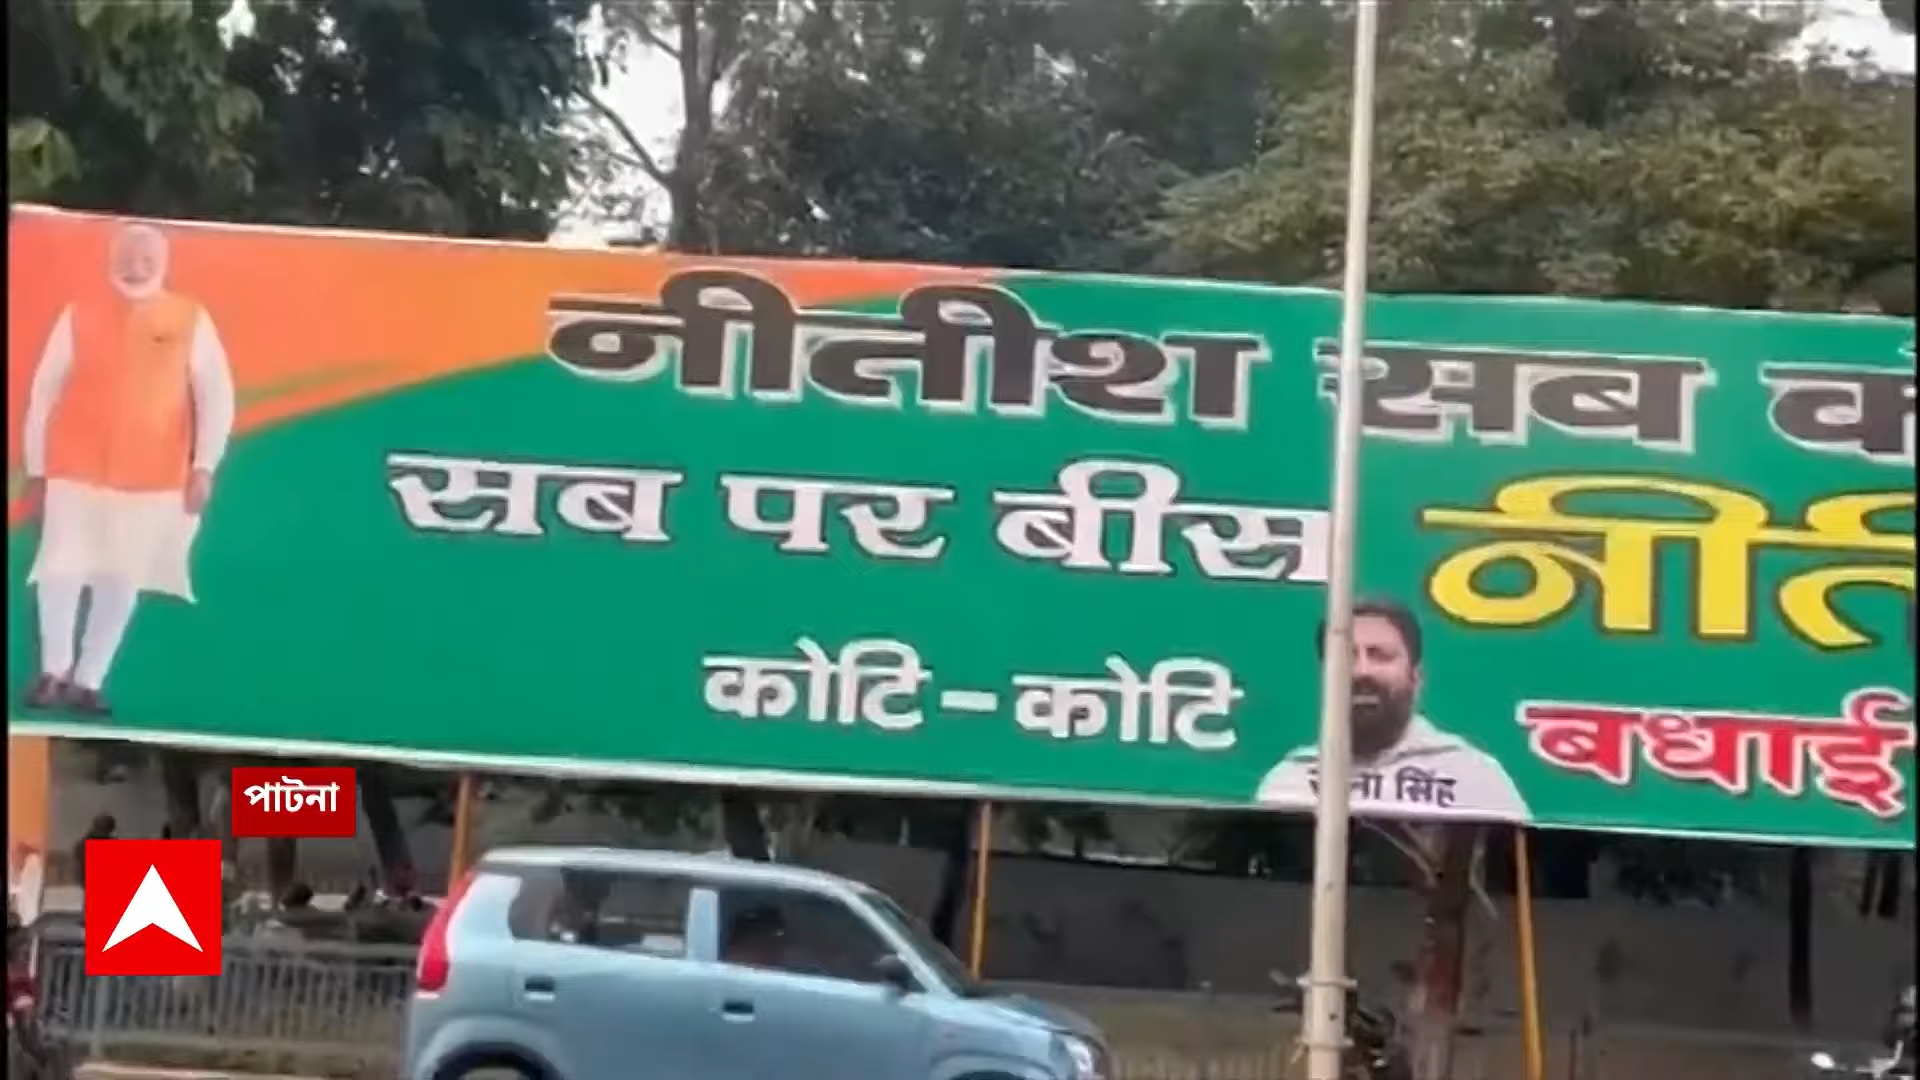 नीतीश सब के
सब पर बीस नीती
कोटि-कोटि बधाई
सिंह
পাটনা